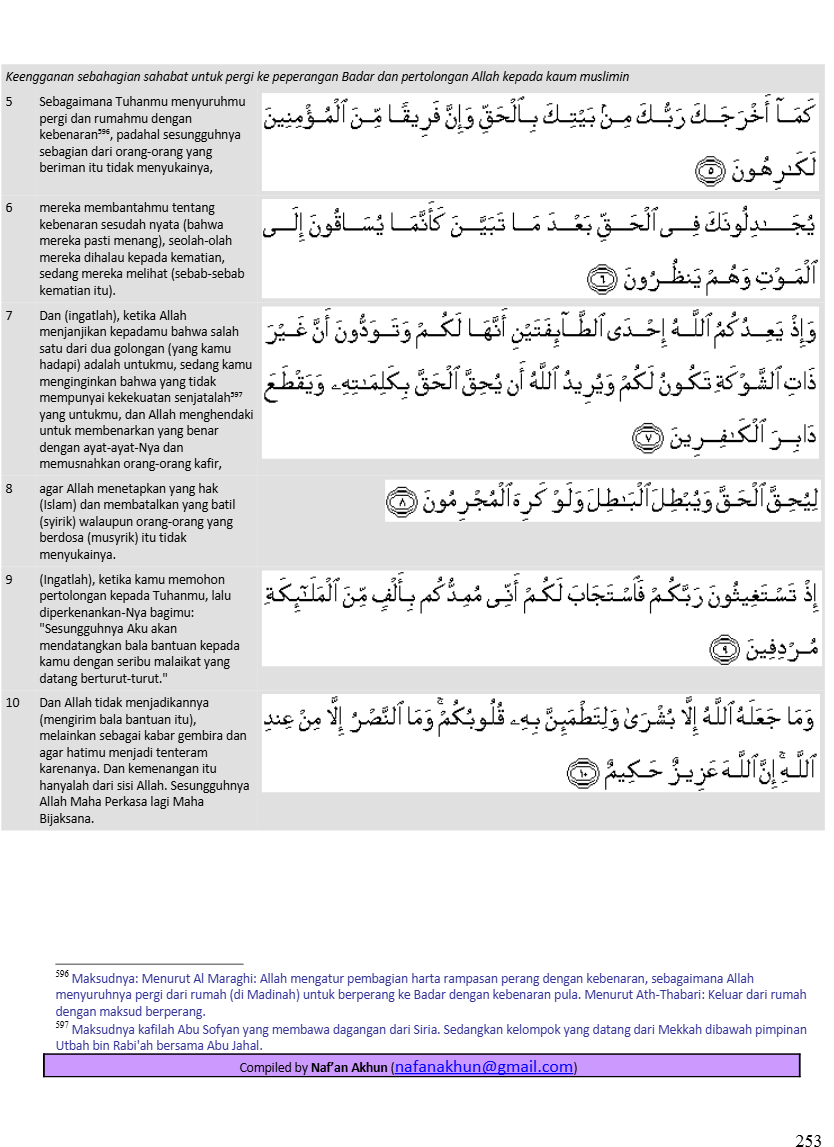 Keengganan sebahagian sahabat untuk pergi ke peperangan Badar dan pertolongan Allah kepada kaum muslimin
5
Sebagaimana Tuhanmu menyuruhmu
pergi dan rumahmu dengan
kebenaran⁵⁹⁶, padahal sesungguhnya
sebagian dari orang-orang yang
beriman itu tidak menyukainya,
كَمَآ أَخْرَجَكَ رَبُّكَ مِنۢ بَيْتِكَ بِٱلْحَقِّ وَإِنَّ فَرِيقًا مِّنَ ٱلْمُؤْمِنِينَ
لَكَـٰرِهُونَ ٥
6
mereka membantahmu tentang
kebenaran sesudah nyata (bahwa
mereka pasti menang), seolah-olah
mereka dihalau kepada kematian,
sedang mereka melihat (sebab-sebab
kematian itu).
يُجَـٰدِلُونَكَ فِى ٱلْحَقِّ بَعْدَ مَا تَبَيَّنَ كَأَنَّمَا يُسَاقُونَ إِلَى
ٱلْمَوْتِ وَهُمْ يَنظُرُونَ ٦
7
Dan (ingatlah), ketika Allah
menjanjikan kepadamu bahwa salah
satu dari dua golongan (yang kamu
hadapi) adalah untukmu, sedang kamu
menginginkan bahwa yang tidak
mempunyai kekekuatan senjatalah⁵⁹⁷
yang untukmu, dan Allah menghendaki
untuk membenarkan yang benar
dengan ayat-ayat-Nya dan
memusnahkan orang-orang kafir,
وَإِذْ يَعِدُكُمُ ٱللَّهُ إِحْدَى ٱلطَّآئِفَتَيْنِ أَنَّهَا لَكُمْ وَتَوَدُّونَ أَنَّ غَيْرَ
ذَاتِ ٱلشَّوْكَةِ تَكُونُ لَكُمْ وَيُرِيدُ ٱللَّهُ أَن يُحِقَّ ٱلْحَقَّ بِكَلِمَـٰتِهِۦ وَيَقْطَعَ
دَابِرَ ٱلْكَـٰفِرِينَ ٧
8
agar Allah menetapkan yang hak
(Islam) dan membatalkan yang batil
(syirik) walaupun orang-orang yang
berdosa (musyrik) itu tidak
menyukainya.
لِيُحِقَّ ٱلْحَقَّ وَيُبْطِلَ ٱلْبَـٰطِلَ وَلَوْ كَرِهَ ٱلْمُجْرِمُونَ ٨
9
(Ingatlah), ketika kamu memohon
pertolongan kepada Tuhanmu, lalu
diperkenankan-Nya bagimu:
"Sesungguhnya Aku akan
mendatangkan bala bantuan kepada
kamu dengan seribu malaikat yang
datang berturut-turut."
إِذْ تَسْتَغِيثُونَ رَبَّكُمْ فَٱسْتَجَابَ لَكُمْ أَنِّى مُمِدُّكُم بِأَلْفٍ مِّنَ ٱلْمَلَـٰٓئِكَةِ
مُرْدِفِينَ ٩
10
Dan Allah tidak menjadikannya
(mengirim bala bantuan itu),
melainkan sebagai kabar gembira dan
agar hatimu menjadi tenteram
karenanya. Dan kemenangan itu
hanyalah dari sisi Allah. Sesungguhnya
Allah Maha Perkasa lagi Maha
Bijaksana.
وَمَا جَعَلَهُ ٱللَّهُ إِلَّا بُشْرَىٰ وَلِتَطْمَئِنَّ بِهِۦ قُلُوبُكُمْ ۚ وَمَا ٱلنَّصْرُ إِلَّا مِنْ عِندِ
ٱللَّهِ ۚ إِنَّ ٱللَّهَ عَزِيزٌ حَكِيمٌ ١٠
⁵⁹⁶ Maksudnya: Menurut Al Maraghi: Allah mengatur pembagian harta rampasan perang dengan kebenaran, sebagaimana Allah
menyuruhnya pergi dari rumah (di Madinah) untuk berperang ke Badar dengan kebenaran pula. Menurut Ath-Thabari: Keluar dari rumah
dengan maksud berperang.
⁵⁹⁷ Maksudnya kafilah Abu Sofyan yang membawa dagangan dari Siria. Sedangkan kelompok yang datang dari Mekkah dibawah pimpinan
Utbah bin Rabi'ah bersama Abu Jahal.
Compiled by Naf’an Akhun (nafanakhun@gmail.com)
253